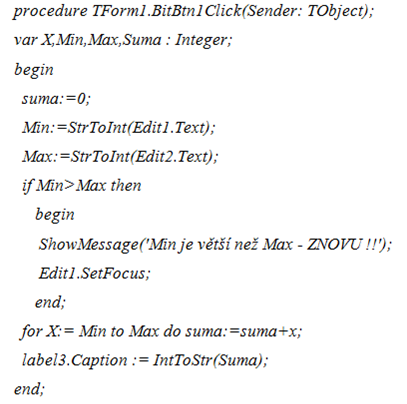 procedure TForm1.BitBtn1Click(Sender: TObject);
var X,Min,Max,Suma : Integer;
begin
suma:=0;
Min:=StrToInt(Edit1.Text);
Max:=StrToInt(Edit2.Text);
if Min>Max then
begin
ShowMessage('Min je větší než Max - ZNOVU !!');
Edit1.SetFocus;
end;
for X:= Min to Max do suma:=suma+x;
label3.Caption := IntToStr(Suma);
end;